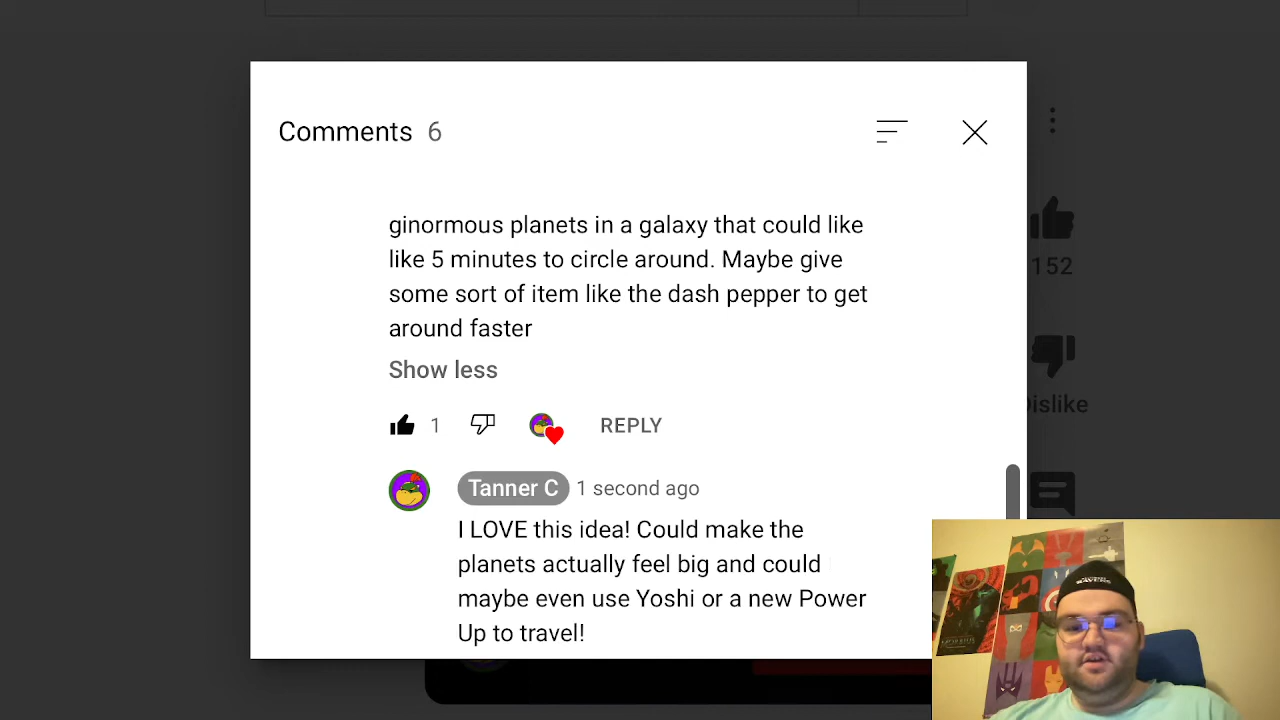 Comments 6
ginormous planets in a galaxy that could like
like 5 minutes to circle around. Maybe give
some sort of item like the dash pepper to get
around faster
Show less
1
REPLY
Tanner C 1 second ago
I LOVE this idea! Could make the
planets actually feel big and could
maybe even use Yoshi or a new Power
Up to travel!
152
Dislike